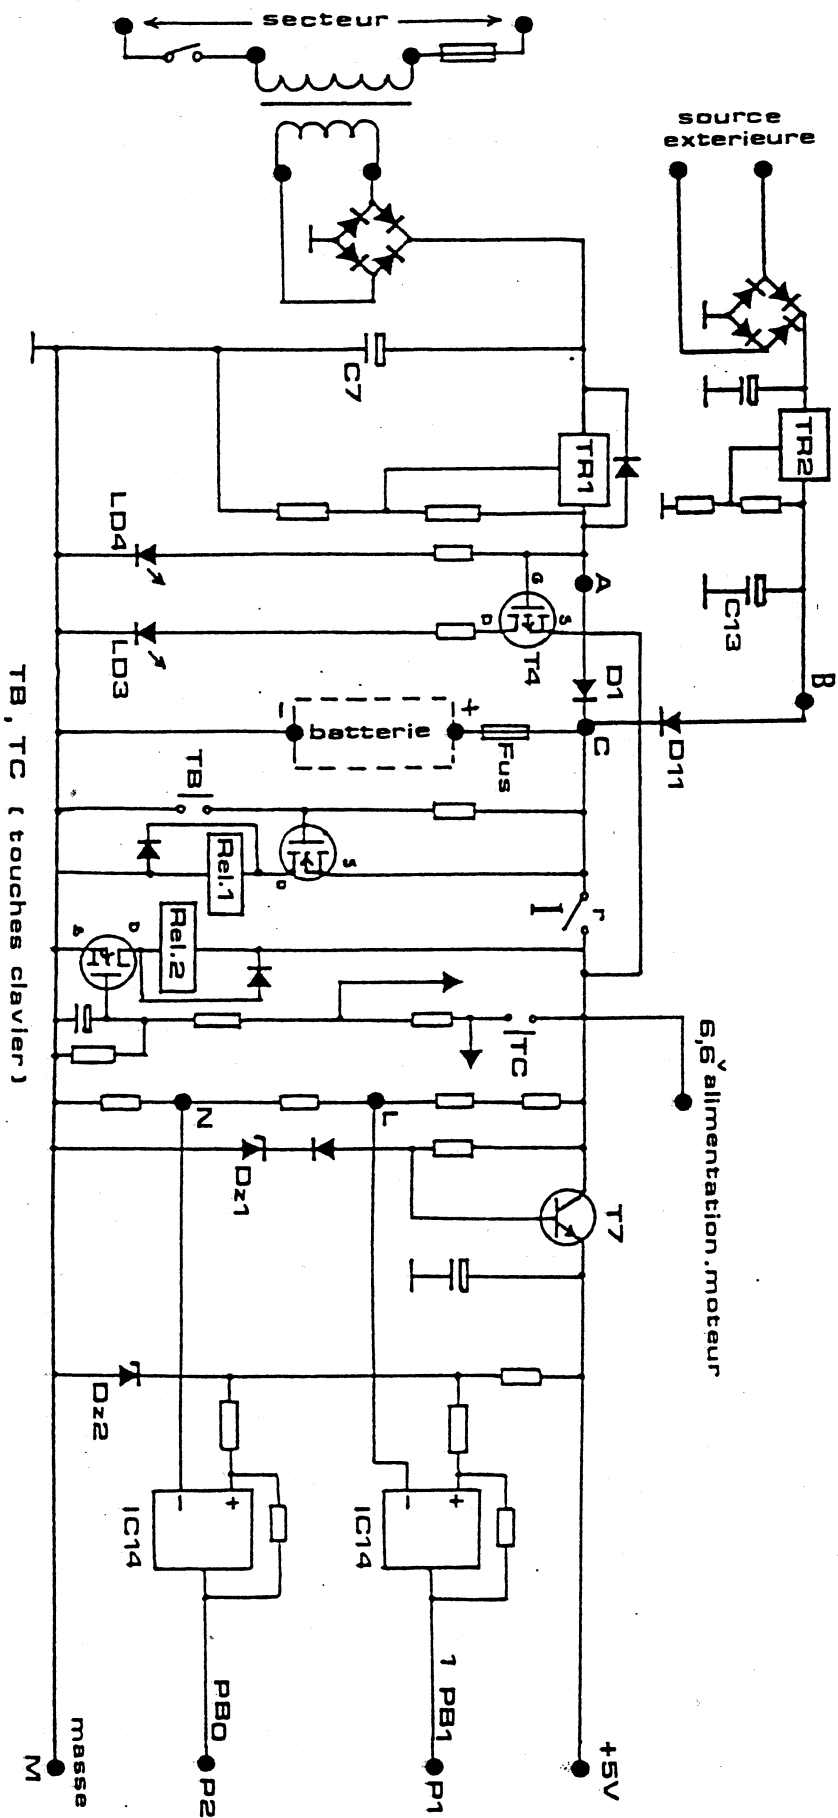 secteur
source
exterieure
TR2
C7
TR1
LD4
A
G
S
D
T4
LD3
C13
B
D1
D11
C
+
-
batterie
Fus
TB
S
D
Rel.1
r
I
Rel.2
D
S
TC
6,6v alimentation.moteur
TB, TC ( touches clavier )
N
L
Dz1
T7
Dz2
+
-
IC14
+
-
IC14
PB0
1 PB1
masse
M
P2
P1
+5V